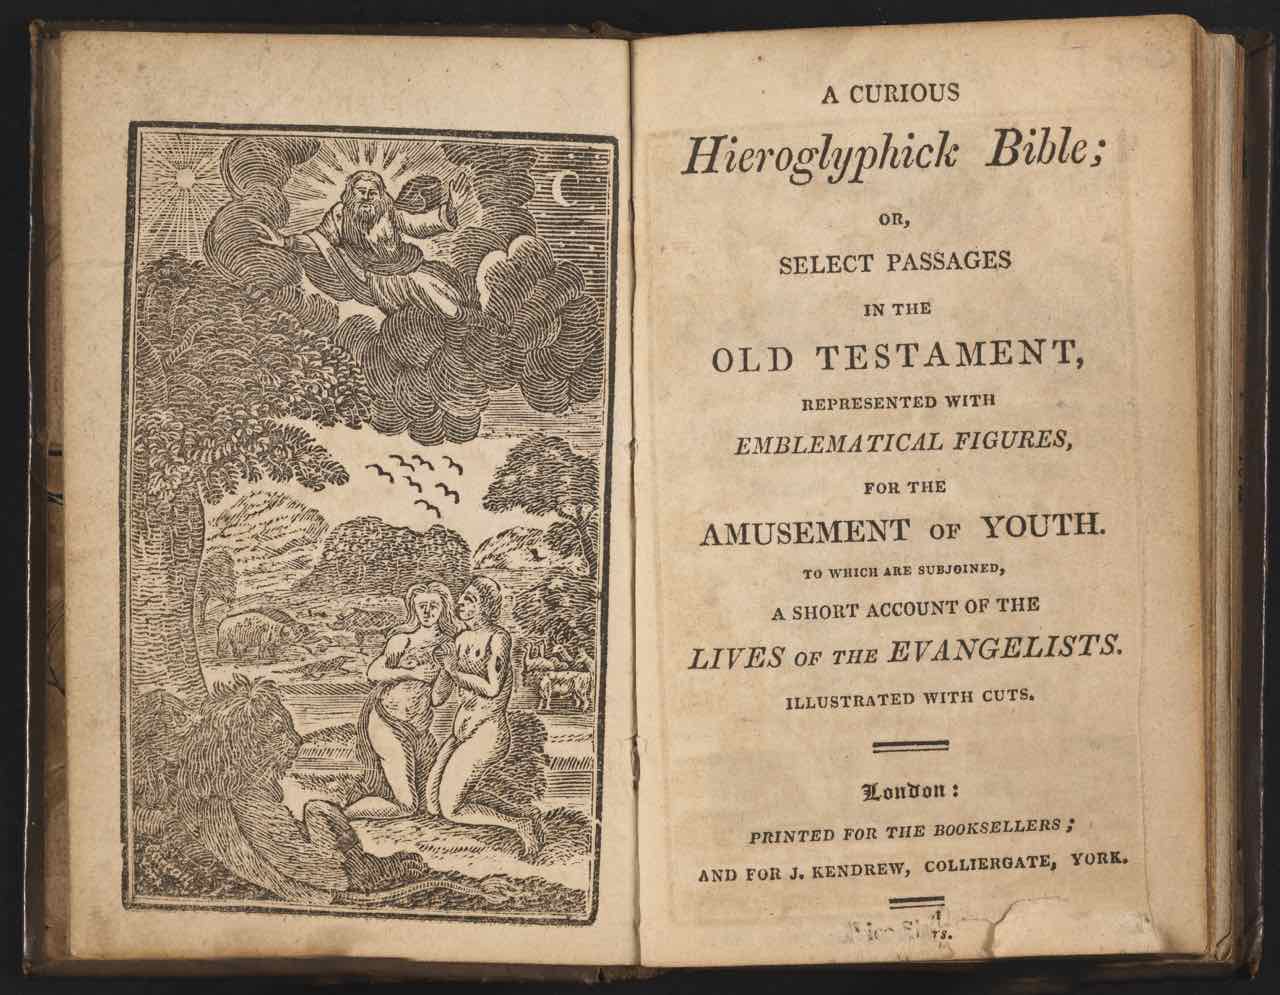 A CURIOUS
Hieroglyphick Bible;
OR,
SELECT PASSAGES
IN THE
OLD TESTAMENT,
REPRESENTED WITH
EMBLEMATICAL FIGURES,
FOR THE
AMUSEMENT OF YOUTH.
TO WHICH ARE SUBJOINED,
A SHORT ACCOUNT OF THE
LIVES OF THE EVANGELISTS.
ILLUSTRATED WITH CUTS.
London:
PRINTED FOR THE BOOKSELLERS;
AND FOR J. KENDREW, COLLIERGATE, YORK.